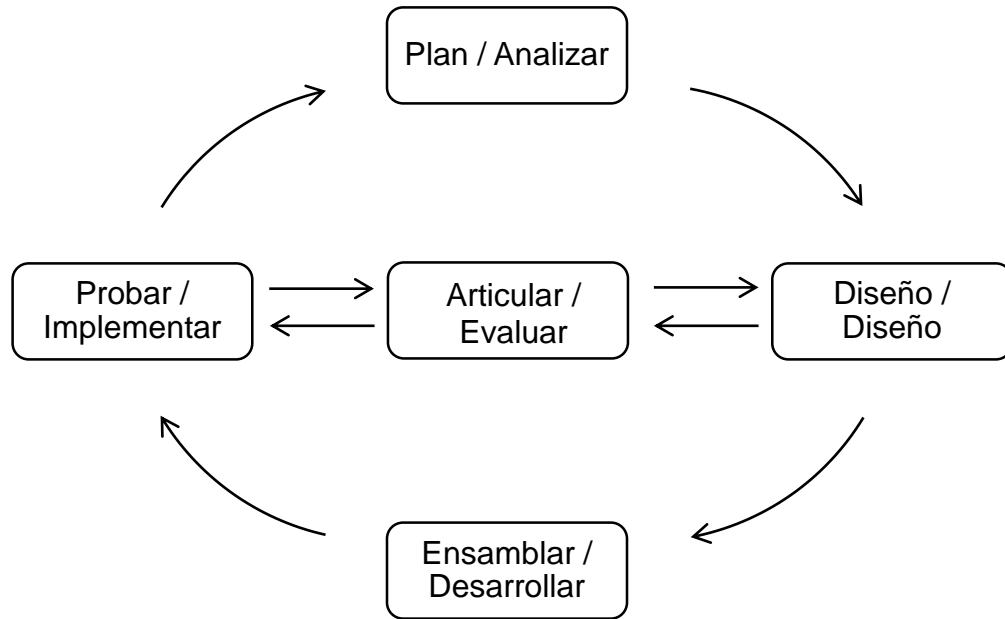 Plan / Analizar
Probar /
Implementar
Articular /
Evaluar
Diseño /
Diseño
Ensamblar /
Desarrollar